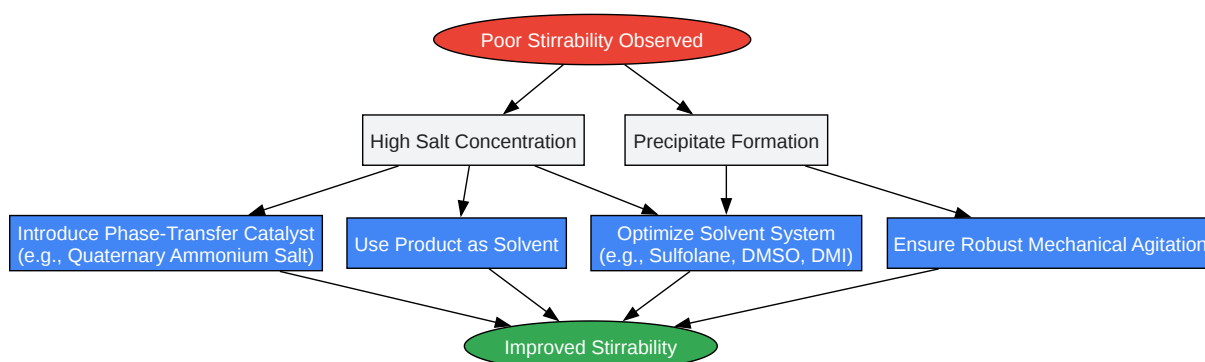 Poor Stirrability Observed
High Salt Concentration
Precipitate Formation
Introduce Phase-Transfer Catalyst
(e.g., Quaternary Ammonium Salt)
Use Product as Solvent
Optimize Solvent System
(e.g., Sulfolane, DMSO, DMI)
Ensure Robust Mechanical Agitation
Improved Stirrability